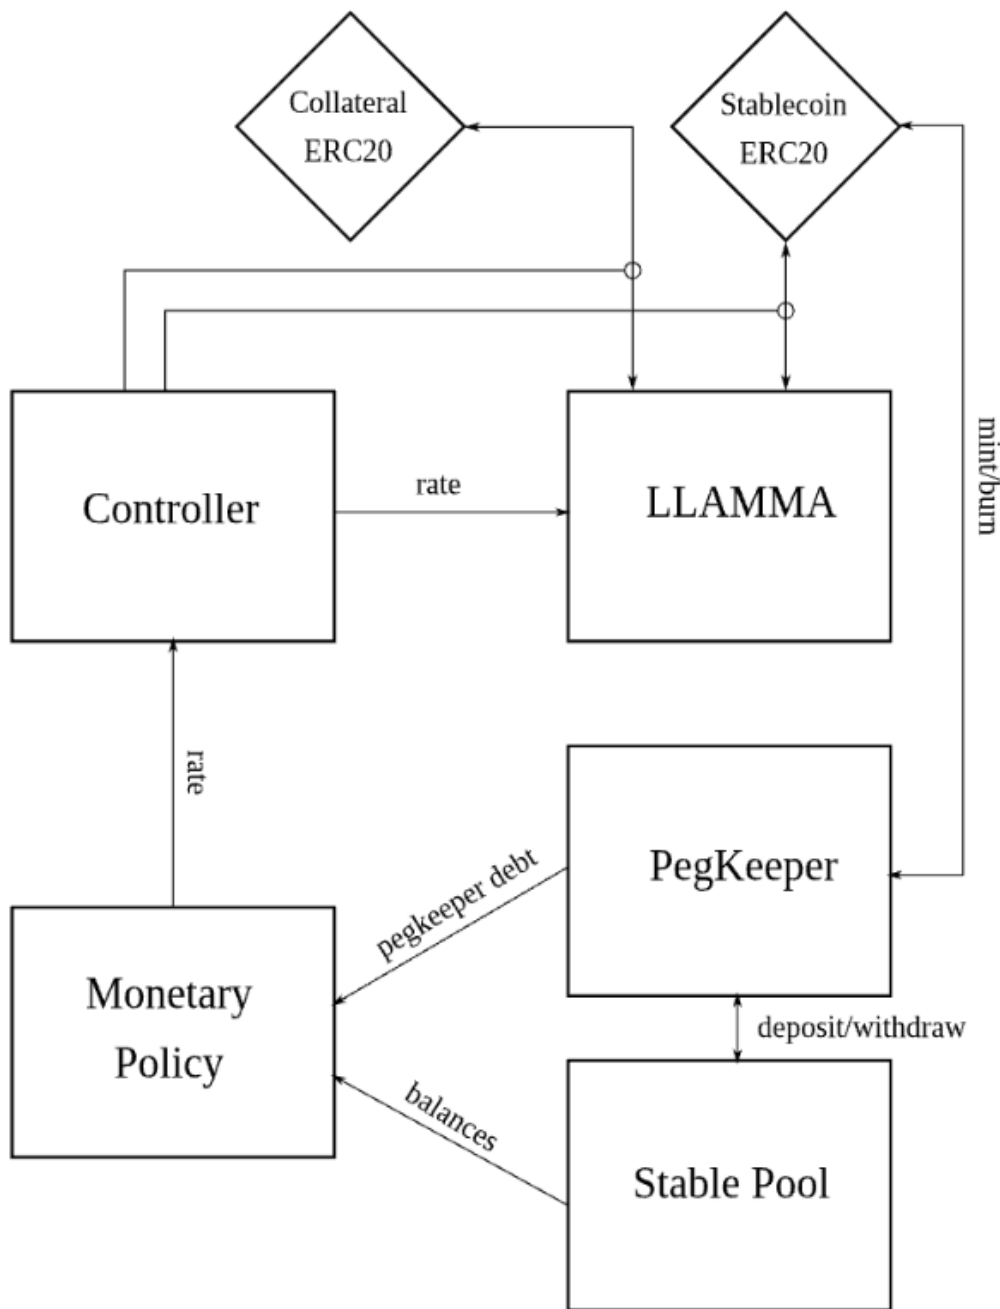 Collateral
ERC20
Stablecoin
ERC20
Controller
rate
LLAMMA
mint/burn
rate
PegKeeper
pegkeeper debt
Monetary
Policy
deposit/withdraw
balances
Stable Pool